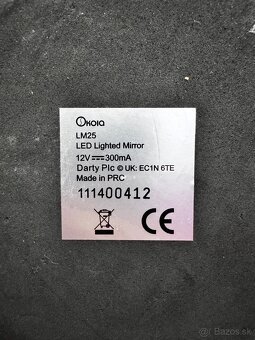 Okoia
LM25
LED Lighted Mirror
12V⎓300mA
Darty Plc © UK: EC1N 6TE
Made in PRC
111400412
CE
Bazos.sk